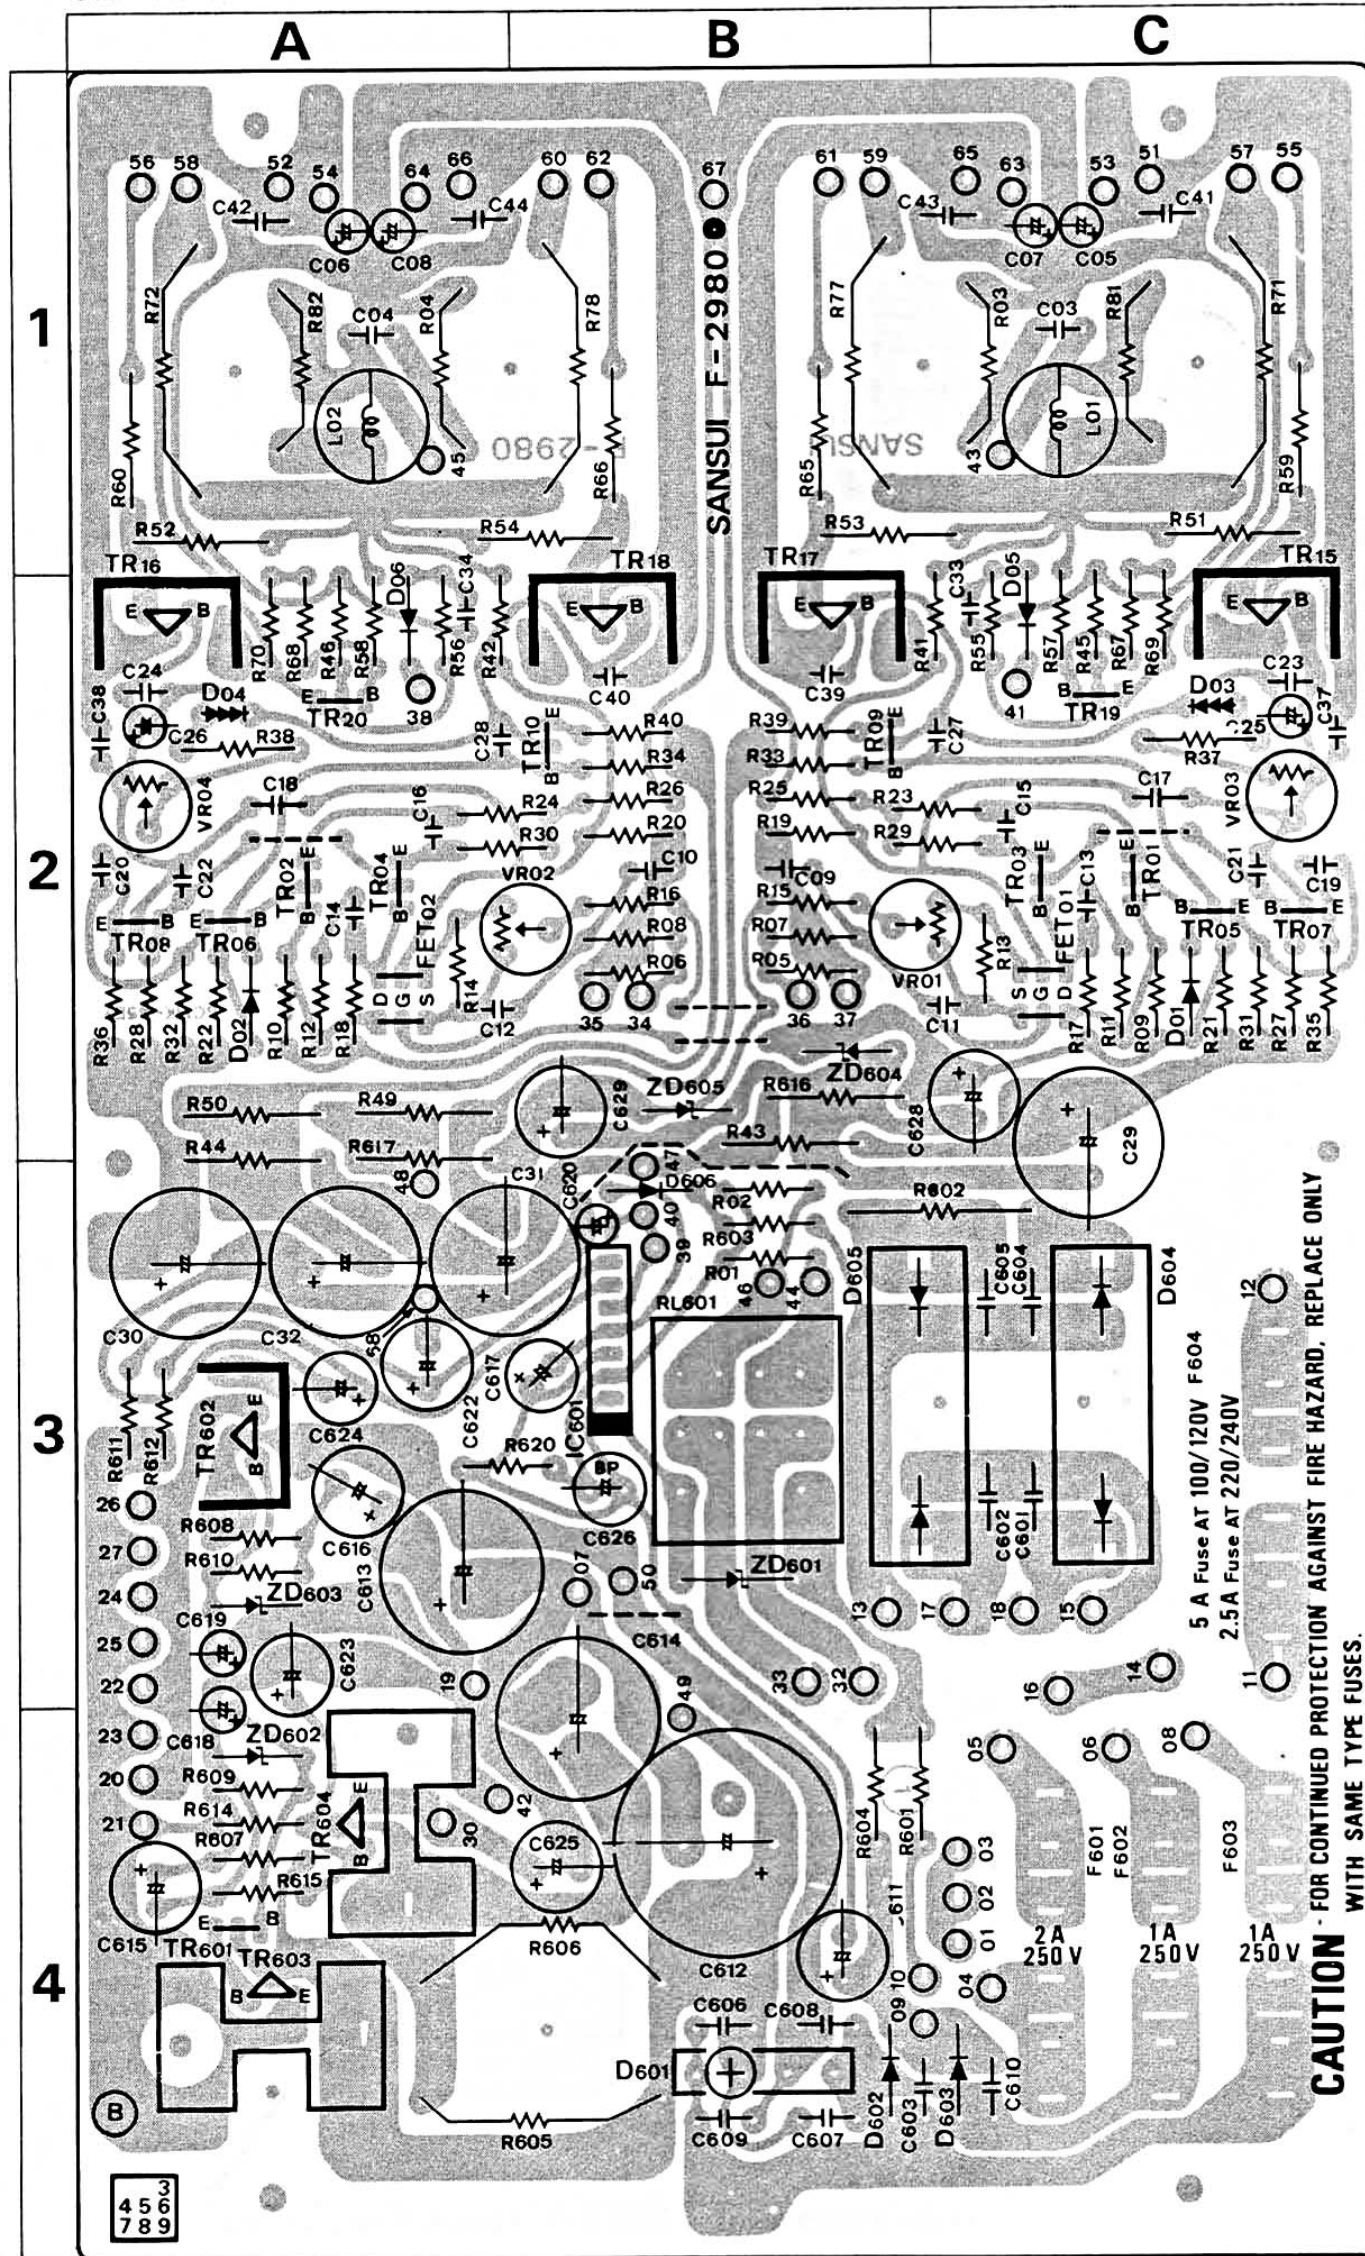 A B C
1
56 58 52 54 64 66 60 62 67 61 59 65 63 53 51 57 55
C42 C44 C43 C41
C06 C08 C07 C05
R72 R82 C04 R04 R78 R77 R03 C03 R81 R71
SANSUI F-2980
L02 L01
45 43
F-2980 SANSUI
R60 R66 R65 R59
R52 R54 R53 R51
TR16 TR18 TR17 TR15
D06 C34 C33 D05
E B E B E B E B
R70 R68 R46 R58 R56 R42 R41 R55 R57 R45 R67 R69
C24 C40 C39 C23
C38 D04 E B B E D03 C37
TR20 38 41 TR19
C26 R38 C28 TR10 E B R40 R39 TR09 E B C27 R37 C25
R34 R33
2
VR04 C18 C16 R24 R26 R25 R23 C15 C17 VR03
R30 R20 R19 R29
C20 C22 TR02 E B TR04 C10 C09 TR03 C13 E TR01 C21 C19
VR02 R16 R15
E B E B C14 B B FET02 B FET01 B B E B E
TR08 TR06 R08 R07 TR05 TR07
R14 R06 R05 VR01 R13
D G S S G D
R36 R28 R32 R22 D02 R10 R12 R18 C12 35 34 36 37 C11 R17 R11 R09 D01 R21 R31 R27 R35
ZD604
R50 R49 C629 ZD605 R616 C628 C29
R44 R617 R43
48 C31 C620 47 D606 R02 R602
40 R603
39 R01
46 44 D605 C605 C604 D604 12
RL601
C30 C32 68 C617
3
TR602 E B C624 C622 IC601
R611 R612 R620
26 BP
R608 C616 C626 C602 C601
27 R610 C613 07 50 ZD601
24 ZD603 13 17 18 15
C619 C614
25 C623
22 19 33 32 16 14 11
49
23 C618 ZD602 05 06 08
20 R609 E 42
21 R614 TR604 30 R604 R601
R607 B C625 03 F601 F602 F603
R615 02
C615 E B 01 2A 250V 1A 250V 1A 250V
TR601 TR603 R606
4
B E C612 09 10 04
C606 C608
D601
B D602 C603 D603 C610
R605 C609 C607
3
4 5 6
7 8 9
5 A Fuse AT 100/120V F604
2.5A Fuse AT 220/240V
CAUTION - FOR CONTINUED PROTECTION AGAINST FIRE HAZARD, REPLACE ONLY
WITH SAME TYPE FUSES.